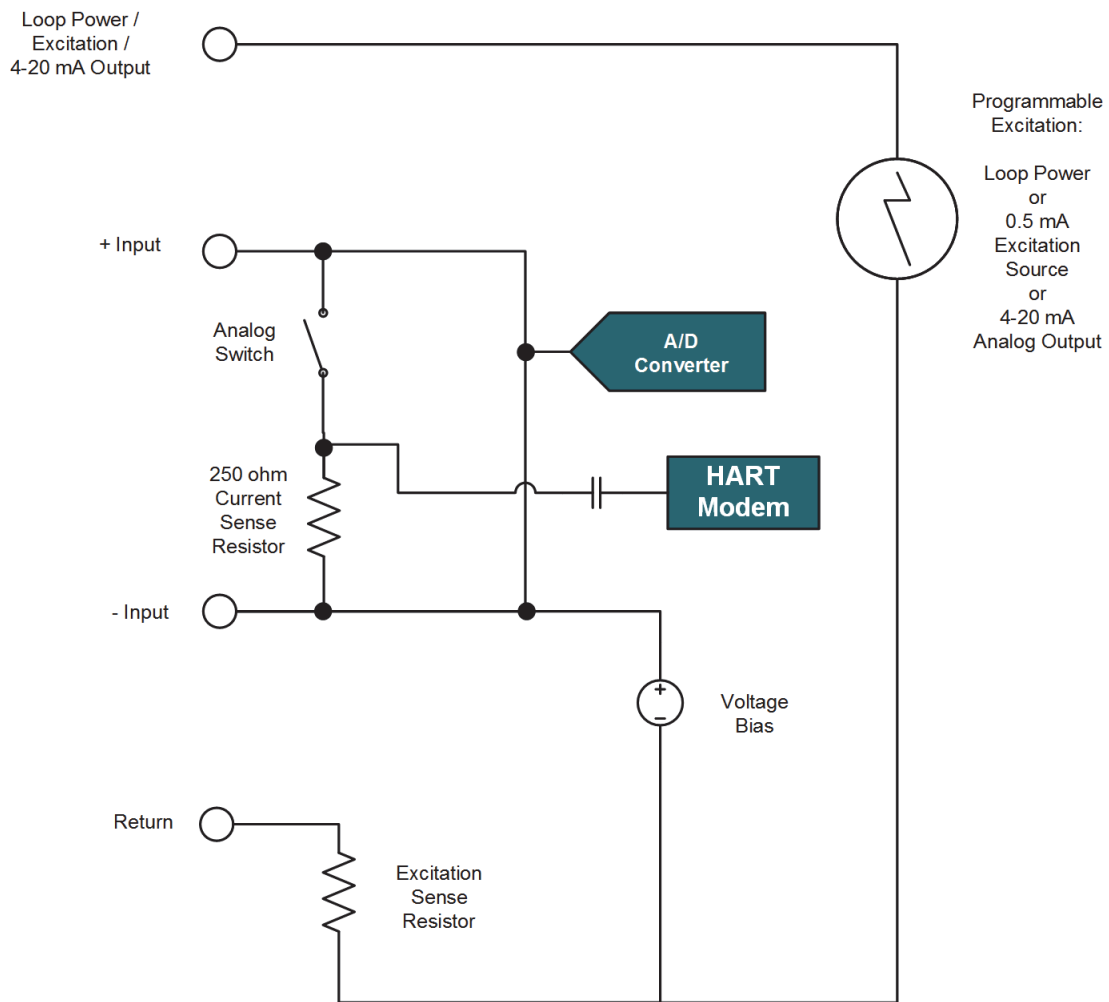 Loop Power /
Excitation /
4-20 mA Output
Programmable
Excitation:
Loop Power
or
0.5 mA
Excitation
Source
or
4-20 mA
Analog Output
+ Input
Analog
Switch
A/D
Converter
250 ohm
Current
Sense
Resistor
HART
Modem
- Input
+
−
Voltage
Bias
Return
Excitation
Sense
Resistor